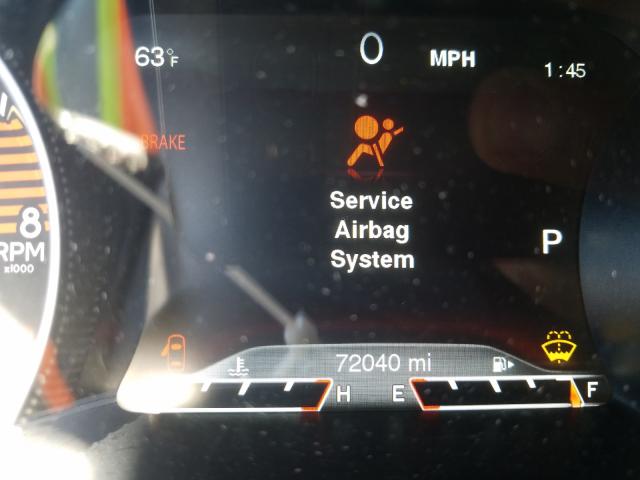 63°F
0
MPH
1:45
BRAKE
Service
Airbag
System
P
8
RPM
x1000
72040 mi
H
E
F